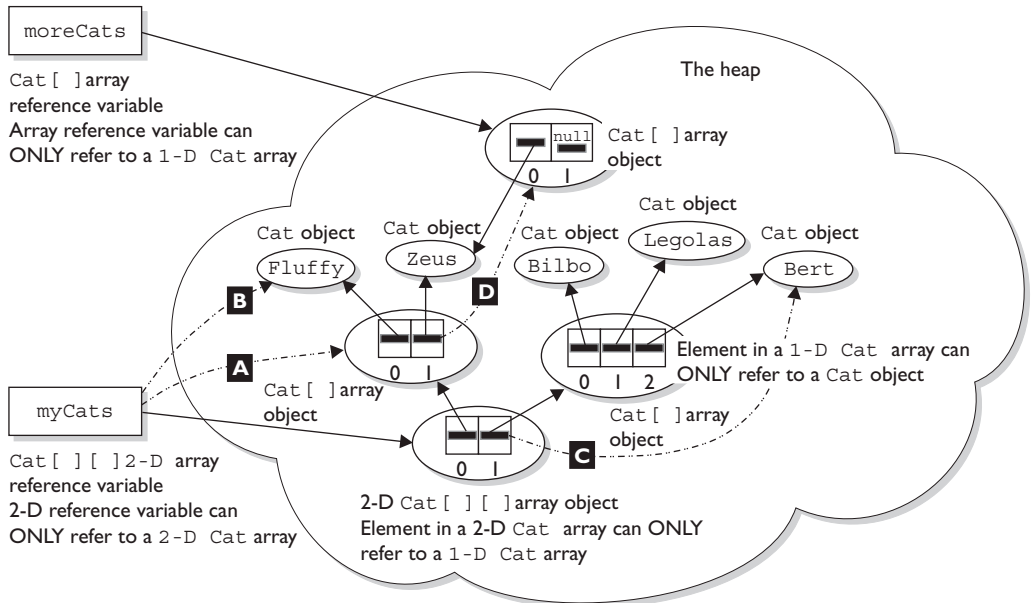 moreCats
Cat [ ] array
reference variable
Array reference variable can
ONLY refer to a 1-D Cat array
The heap
null
0 1
Cat [ ] array
object
Cat object
Fluffy
Cat object
Zeus
Cat object
Bilbo
Cat object
Legolas
Cat object
Bert
B
D
A
0 1
Cat [ ] array
object
0 1 2
Element in a 1-D Cat array can
ONLY refer to a Cat object
Cat [ ] array
object
myCats
0 1
C
Cat [ ] [ ] 2-D array
reference variable
2-D reference variable can
ONLY refer to a 2-D Cat array
2-D Cat [ ] [ ] array object
Element in a 2-D Cat array can ONLY
refer to a 1-D Cat array